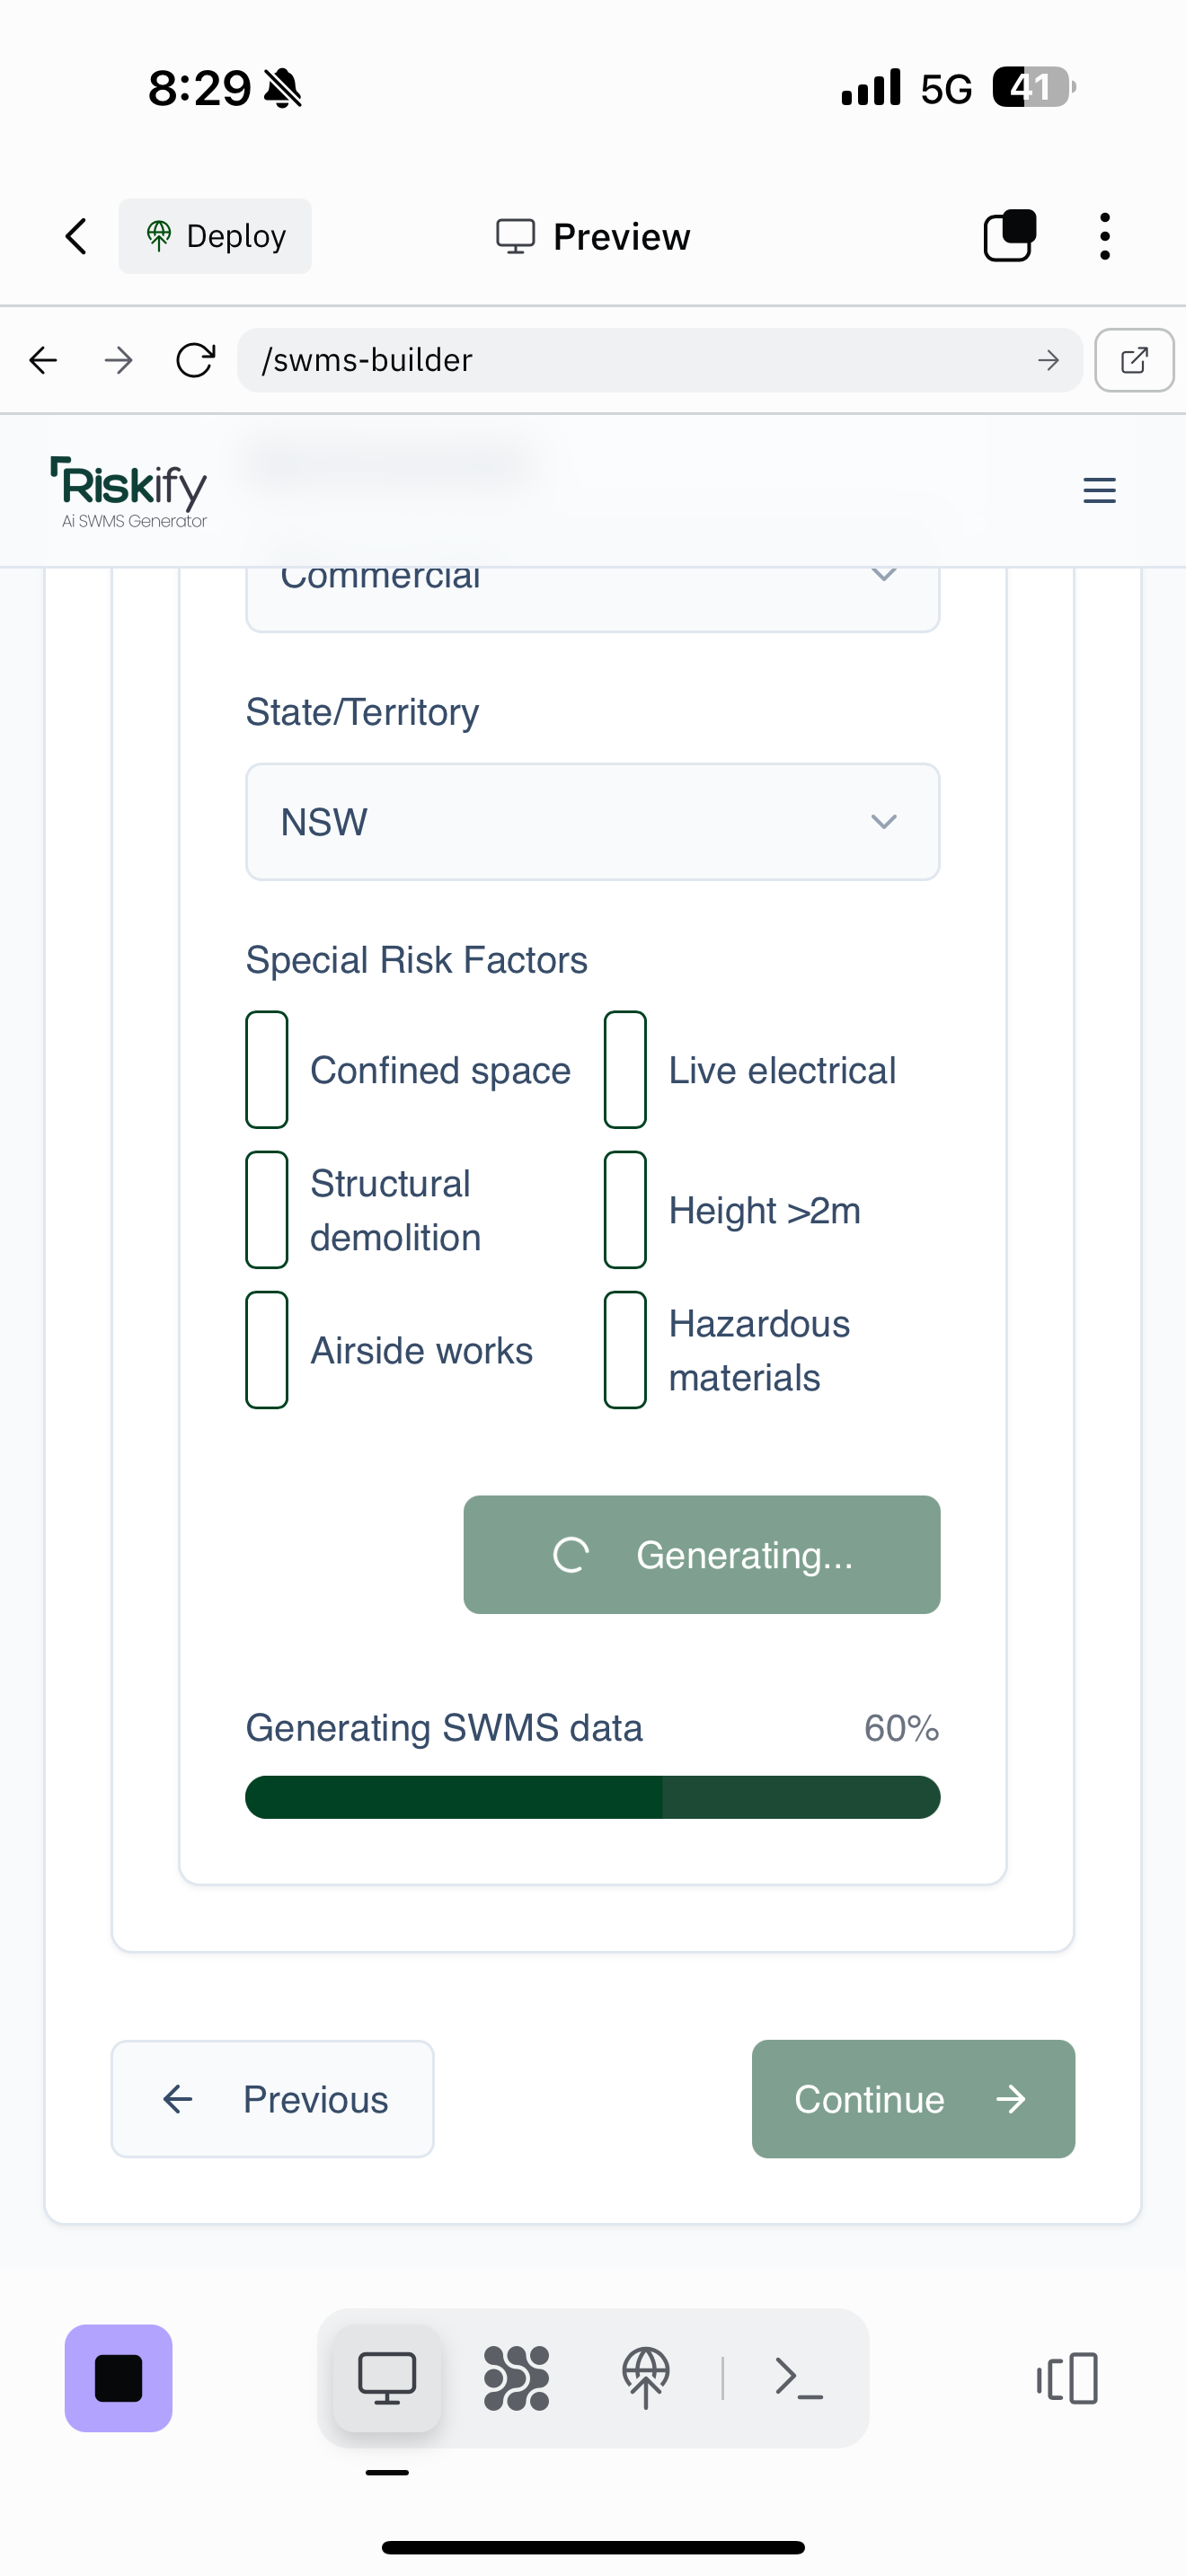 8:29
5G
41
Deploy
Preview
/swms-builder
Riskify
Ai SWMS Generator
Commercial
State/Territory
NSW
Special Risk Factors
Confined space
Live electrical
Structural
demolition
Height >2m
Airside works
Hazardous
materials
Generating...
Generating SWMS data
60%
Previous
Continue